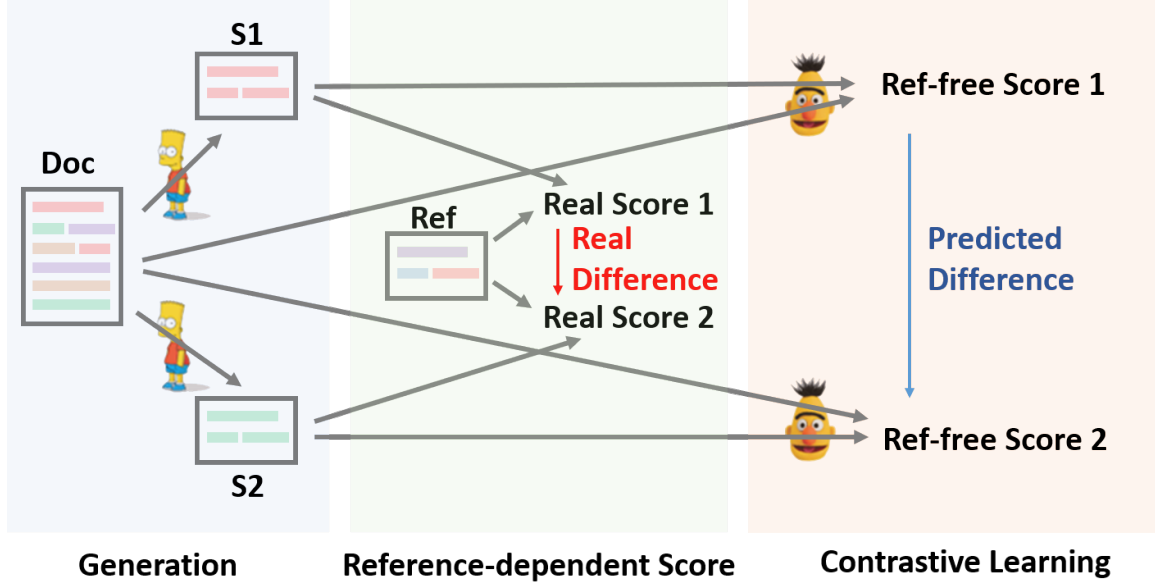 S1
Doc
S2
Generation
Ref
Real Score 1
Real
Difference
Real Score 2
Reference-dependent Score
Ref-free Score 1
Predicted
Difference
Ref-free Score 2
Contrastive Learning